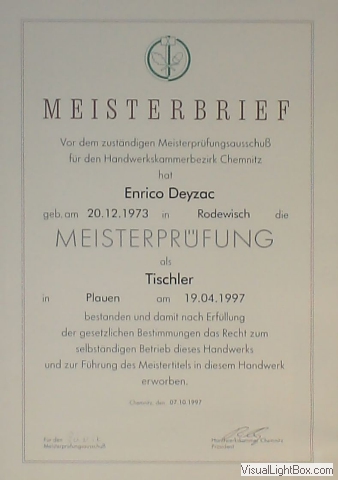 MEISTERBRIEF
Vor dem zuständigen Meisterprüfungsausschuß
für den Handwerkskammerbezirk Chemnitz
hat
Enrico Deyzac
geb. am 20.12.1973 in Rodewisch die
MEISTERPRÜFUNG
als
Tischler
in Plauen am 19.04.1997
bestanden und damit nach Erfüllung
der gesetzlichen Bestimmungen das Recht zum
selbständigen Betrieb dieses Handwerks
und zur Führung des Meistertitels in diesem Handwerk
erworben.
Chemnitz, den 07.10.1997
Für den
Meisterprüfungsausschuß
Handwerkskammer Chemnitz
Präsident
VisualLightBox.com